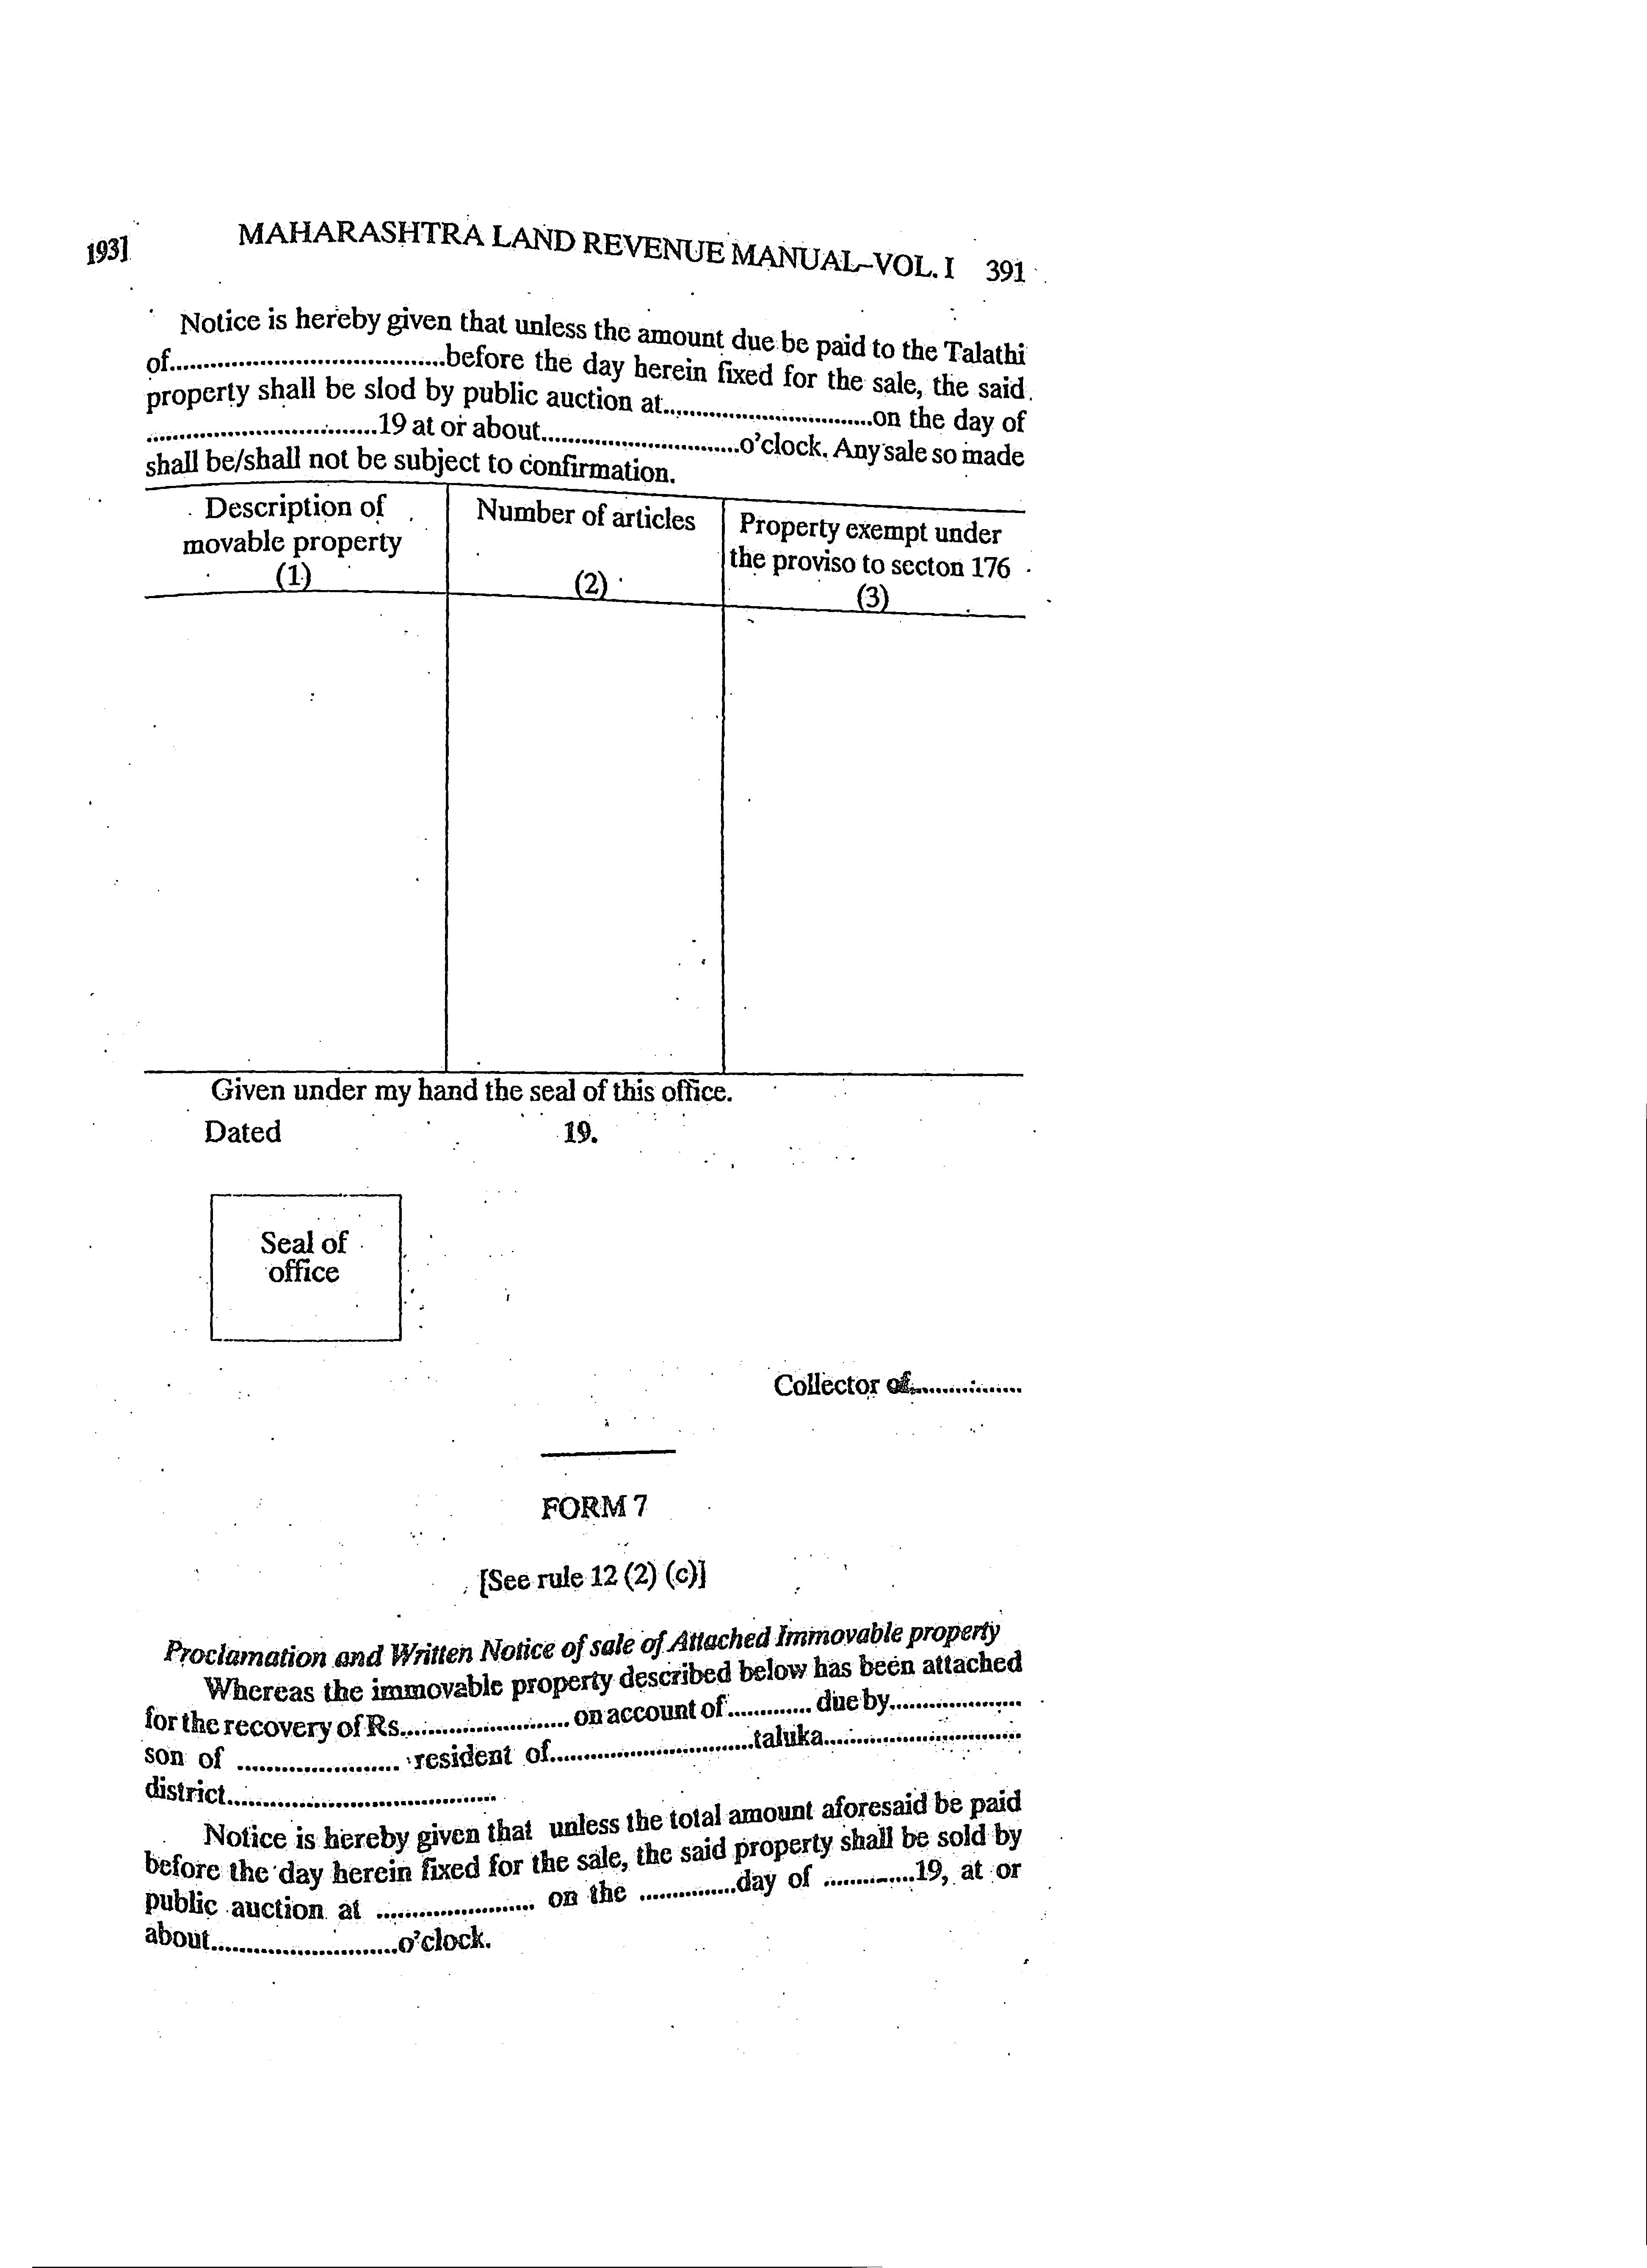 193] MAHARASHTRA LAND REVENUE MANUAL–VOL. I 391
Notice is hereby given that unless the amount due be paid to the Talathi
of........................................before the day herein fixed for the sale, the said
property shall be slod by public auction at................................on the day of
..................................19 at or about..............................o'clock. Any sale so made
shall be/shall not be subject to confirmation.
Description of Number of articles Property exempt under
movable property the proviso to secton 176
(1) (2) (3)
Given under my hand the seal of this office.
Dated 19.
Seal of
office
Collector of..................
FORM 7
[See rule 12 (2) (c)]
Proclamation and Written Notice of sale of Attached Immovable property
Whereas the immovable property described below has been attached
for the recovery of Rs......................... on account of ............. due by....................
son of ........................ resident of..............................taluka..............................
district........................................
Notice is hereby given that unless the total amount aforesaid be paid
before the day herein fixed for the sale, the said property shall be sold by
public auction at ........................ on the ...............day of ..............19, at or
about............................o'clock.